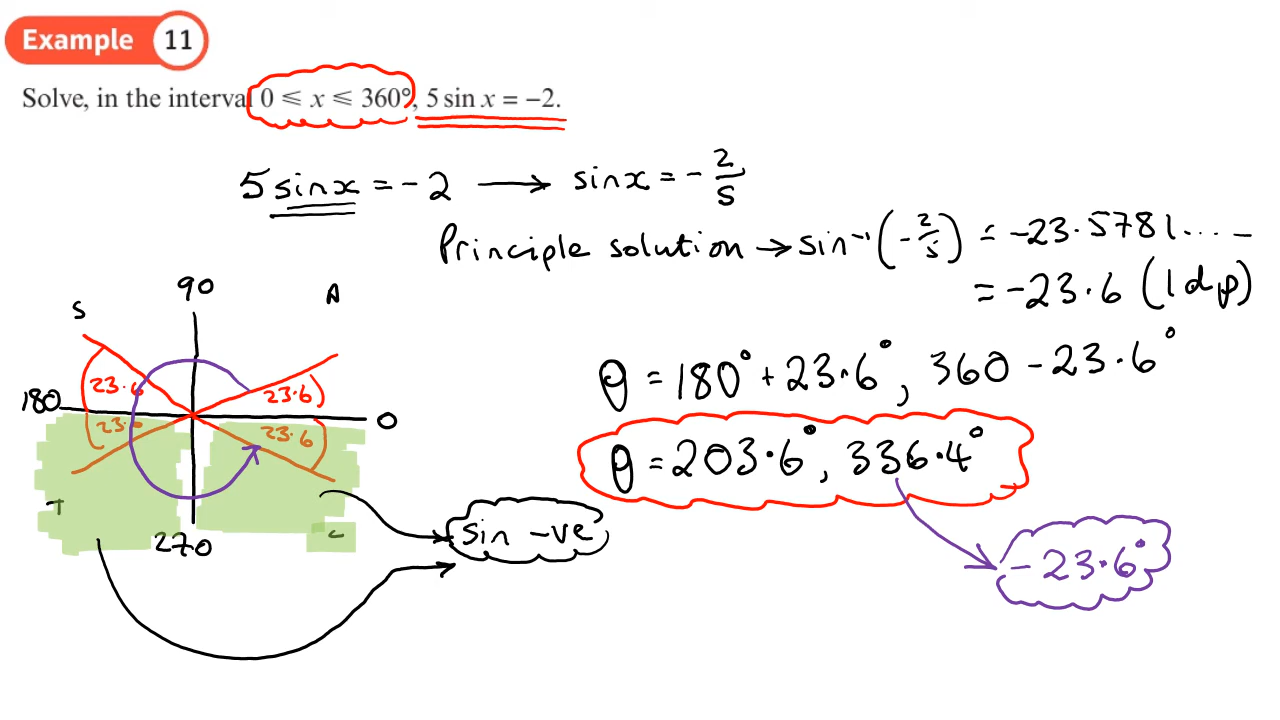 Example 11
Solve, in the interval 0 ⩽ x ⩽ 360°, 5 sin x = −2.
5 sinx = -2 → sinx = - 2/5
Principle solution → sin⁻¹(-2/5) = -23.5781....
= -23.6 (1dp)
90
S
A
23.6
23.6
180
0
23.6
23.6
T
C
270
θ = 180° + 23.6°, 360 - 23.6°
θ = 203.6°, 336.4°
sin -ve
-23.6°